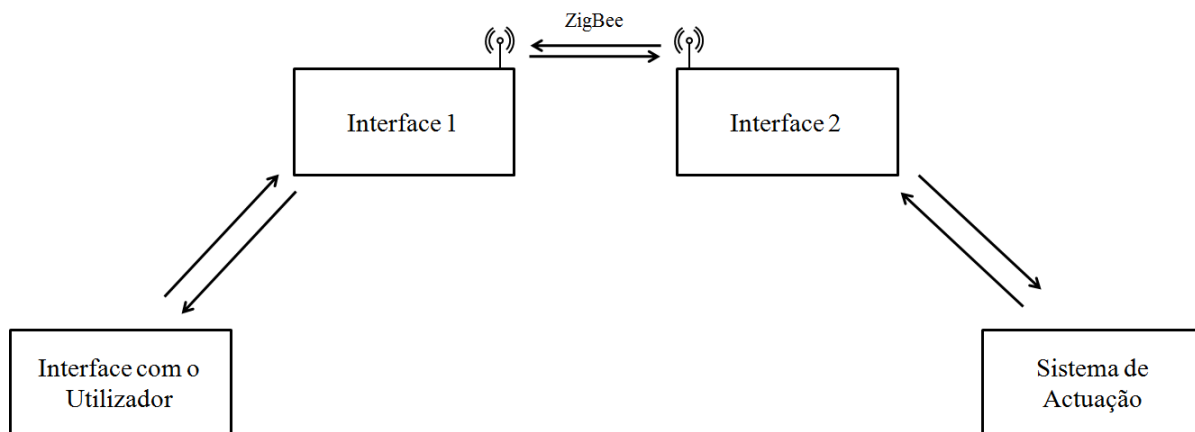 ZigBee
Interface 1
Interface 2
Interface com o
Utilizador
Sistema de
Actuação